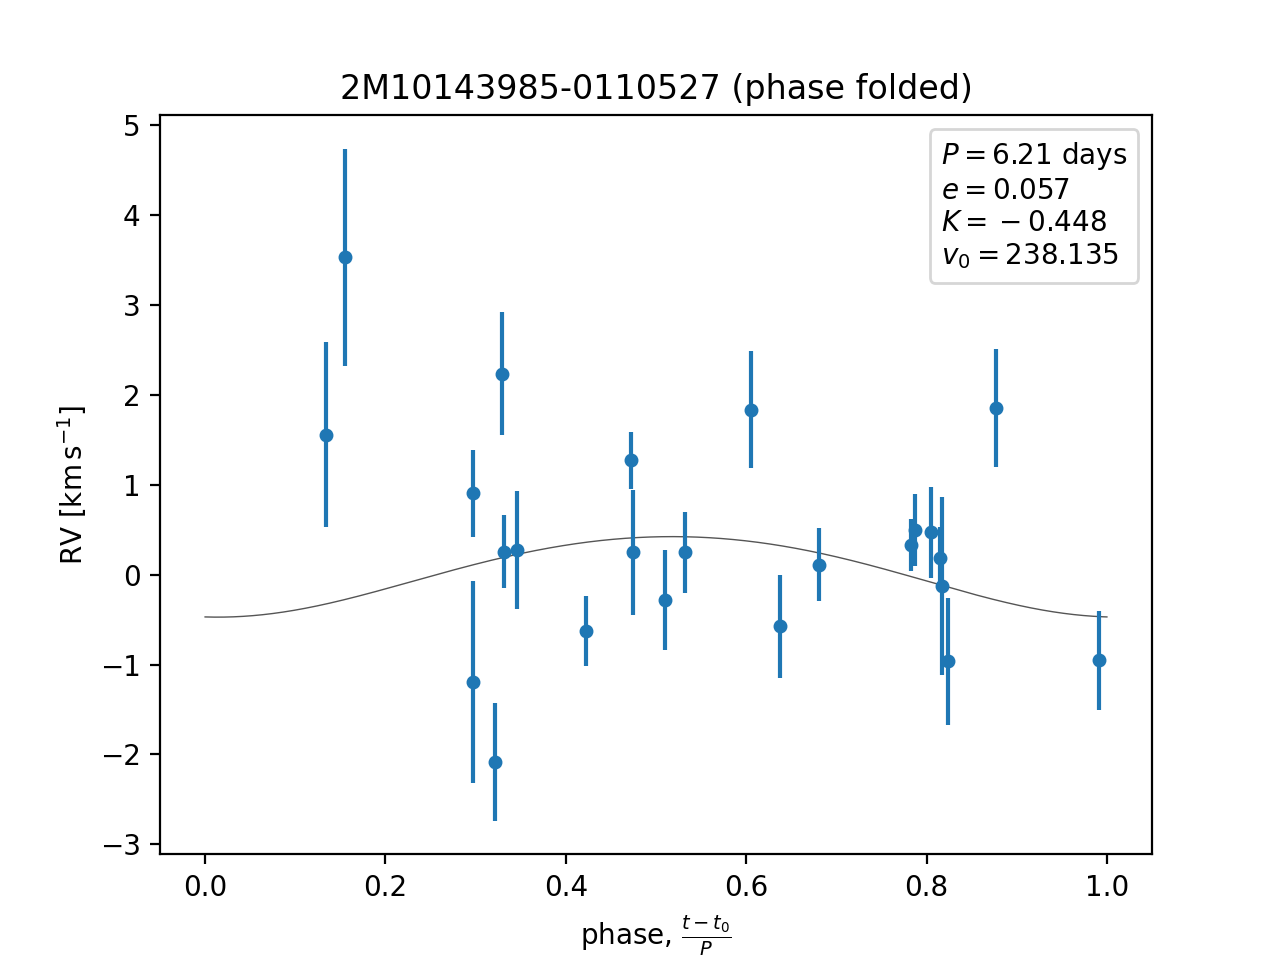 2M10143985-0110527 (phase folded)
P = 6.21 days
e = 0.057
K = −0.448
v₀ = 238.135
RV [km s⁻¹]
5
4
3
2
1
0
−1
−2
−3
0.0 0.2 0.4 0.6 0.8 1.0
phase, (t − t₀)/P